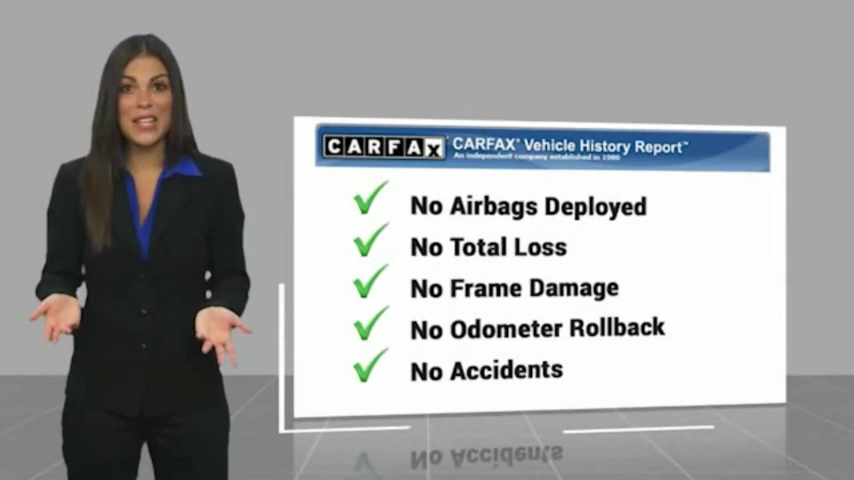 CARFAX CARFAX® Vehicle History Report™
An independent company established in 1986
No Airbags Deployed
No Total Loss
No Frame Damage
No Odometer Rollback
No Accidents
No Accidents